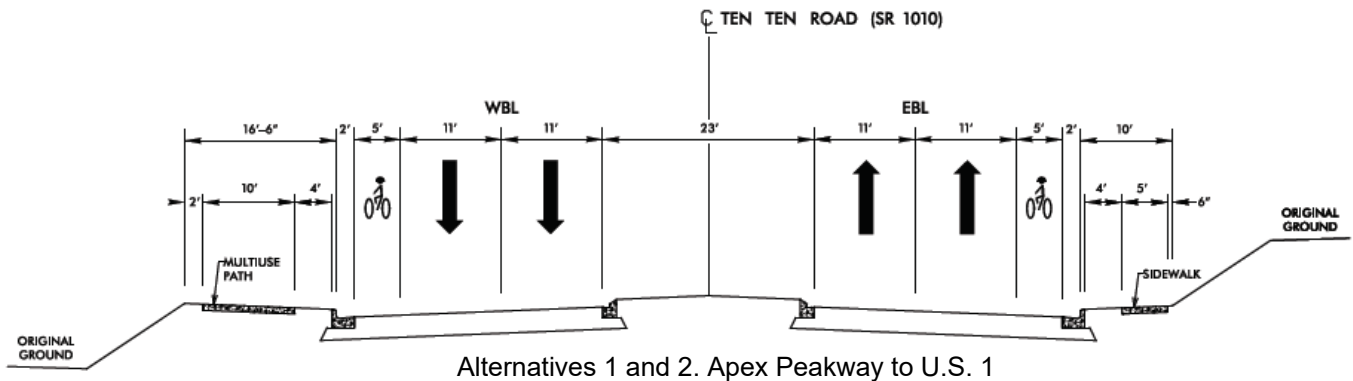 ℄ TEN TEN ROAD (SR 1010)
WBL
EBL
16'-6" 2' 5' 11' 11' 23' 11' 11' 5' 2' 10'
2' 10' 4' 4' 5' 6"
ORIGINAL
GROUND
MULTIUSE
PATH
SIDEWALK
ORIGINAL
GROUND
Alternatives 1 and 2. Apex Peakway to U.S. 1